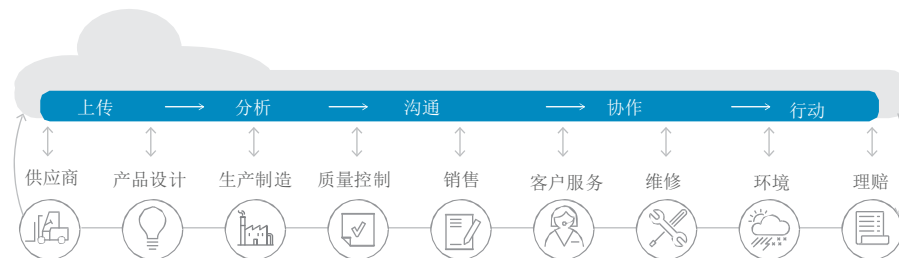 上传 分析 沟通 协作 行动
供应商 产品设计 生产制造 质量控制 销售 客户服务 维修 环境 理赔